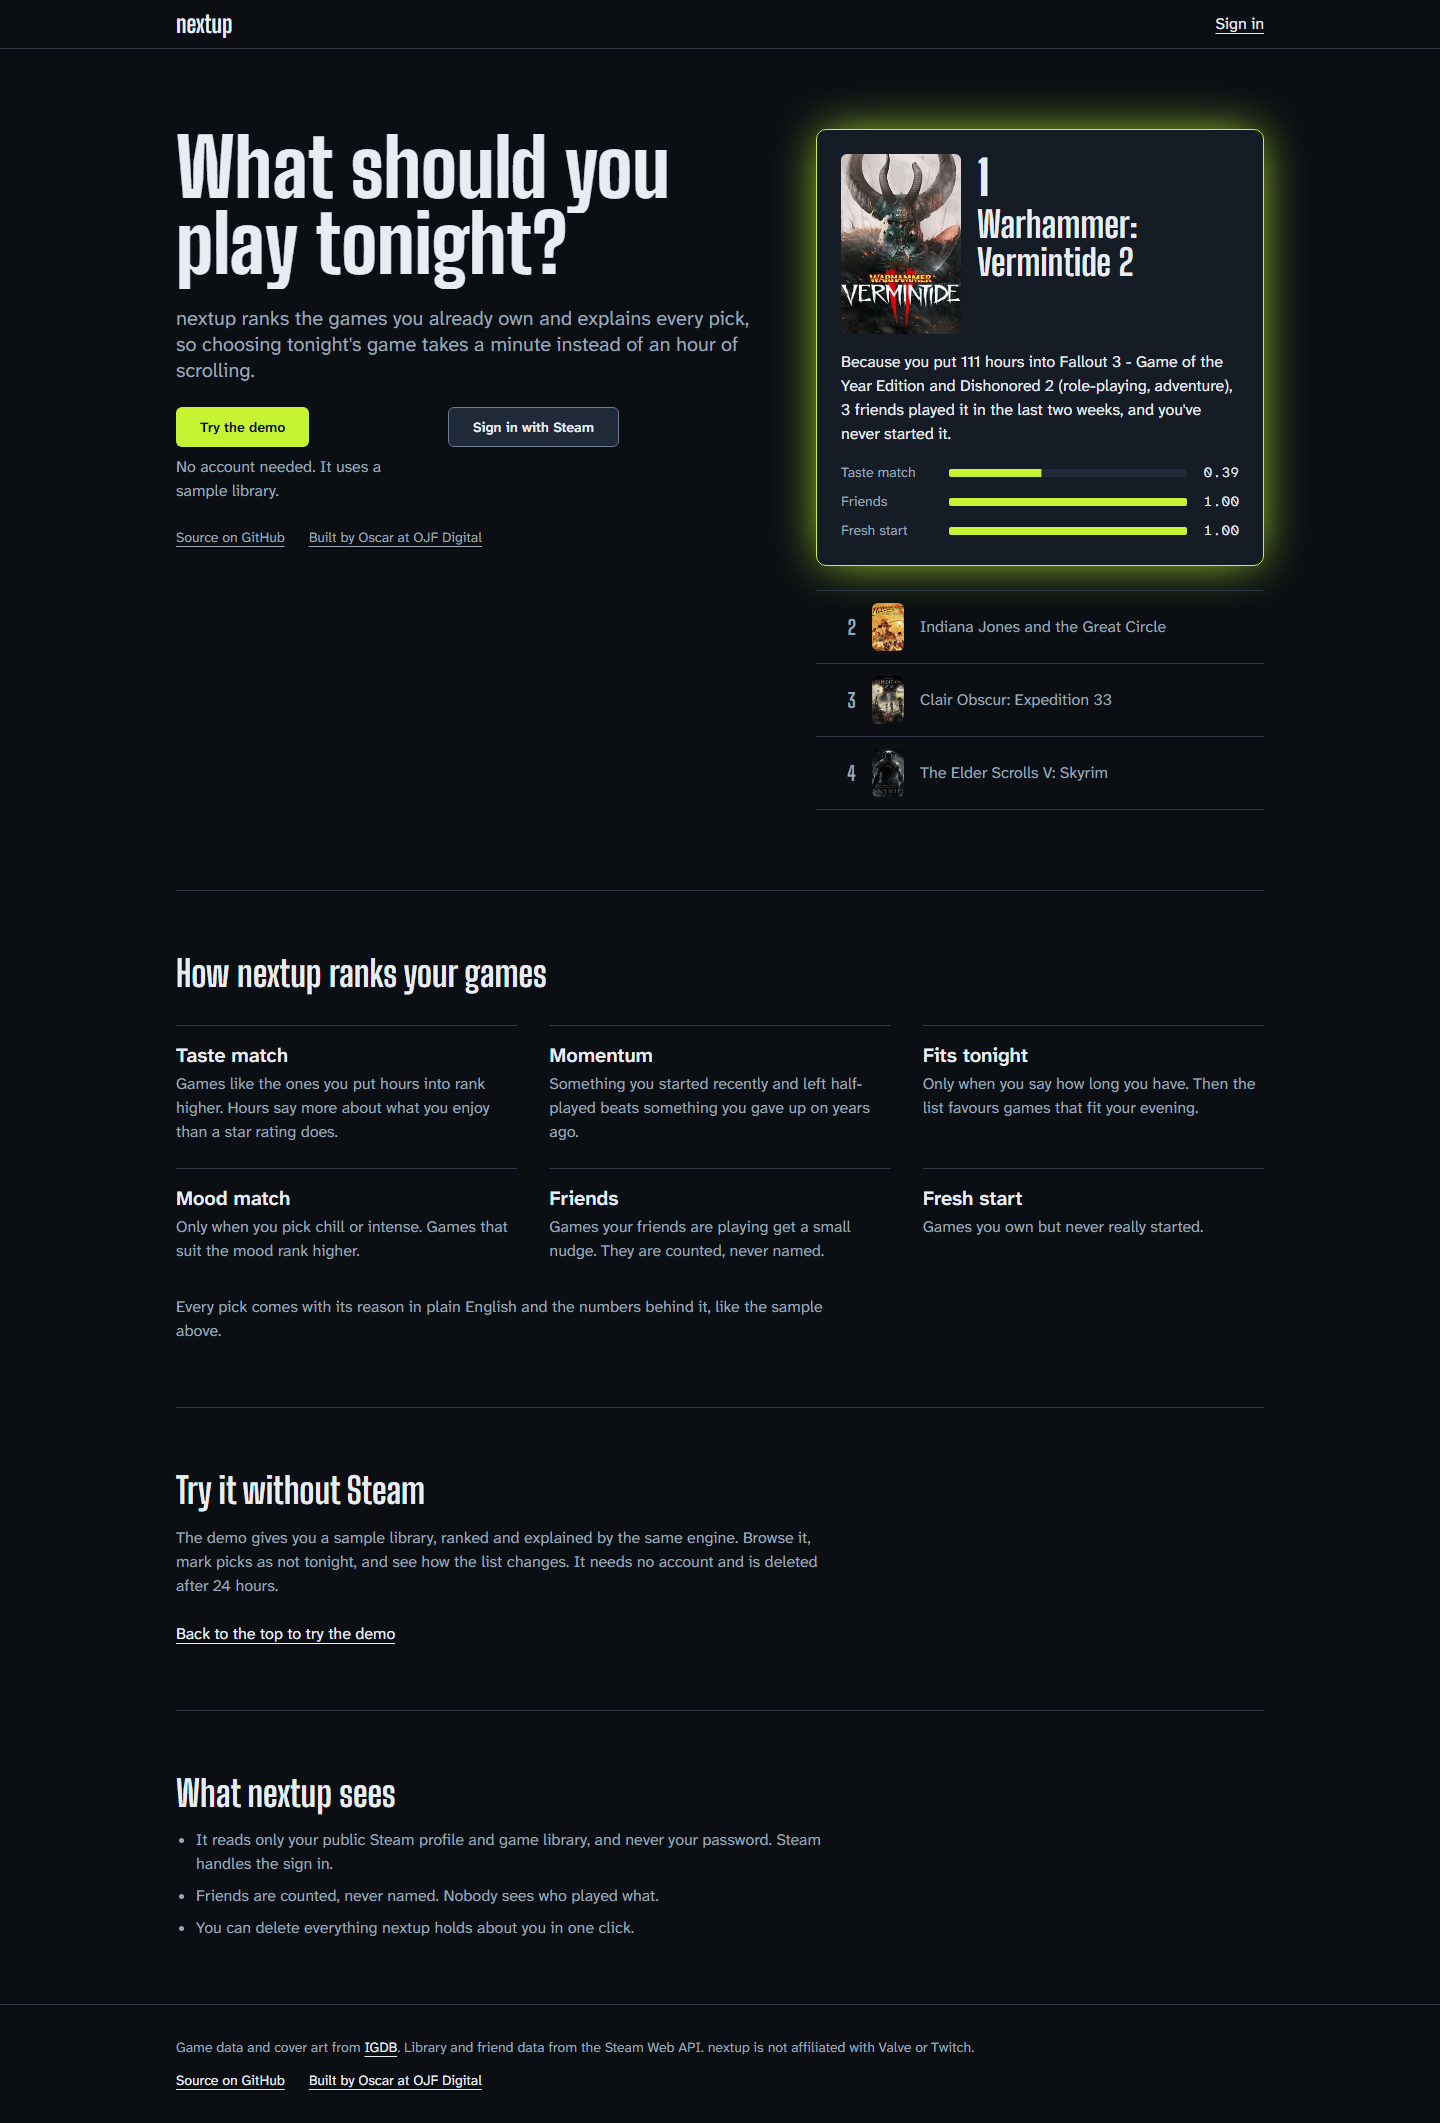 nextup
Sign in
What should you
play tonight?
nextup ranks the games you already own and explains every pick,
so choosing tonight's game takes a minute instead of an hour of
scrolling.
Try the demo
Sign in with Steam
No account needed. It uses a
sample library.
Source on GitHub
Built by Oscar at OJF Digital
WARHAMMER
VERMINTIDE
1
Warhammer:
Vermintide 2
Because you put 111 hours into Fallout 3 - Game of the
Year Edition and Dishonored 2 (role-playing, adventure),
3 friends played it in the last two weeks, and you've
never started it.
Taste match 0.39
Friends 1.00
Fresh start 1.00
2 Indiana Jones and the Great Circle
3 Clair Obscur: Expedition 33
4 The Elder Scrolls V: Skyrim
How nextup ranks your games
Taste match
Games like the ones you put hours into rank
higher. Hours say more about what you enjoy
than a star rating does.
Momentum
Something you started recently and left half-
played beats something you gave up on years
ago.
Fits tonight
Only when you say how long you have. Then the
list favours games that fit your evening.
Mood match
Only when you pick chill or intense. Games that
suit the mood rank higher.
Friends
Games your friends are playing get a small
nudge. They are counted, never named.
Fresh start
Games you own but never really started.
Every pick comes with its reason in plain English and the numbers behind it, like the sample
above.
Try it without Steam
The demo gives you a sample library, ranked and explained by the same engine. Browse it,
mark picks as not tonight, and see how the list changes. It needs no account and is deleted
after 24 hours.
Back to the top to try the demo
What nextup sees
• It reads only your public Steam profile and game library, and never your password. Steam
handles the sign in.
• Friends are counted, never named. Nobody sees who played what.
• You can delete everything nextup holds about you in one click.
Game data and cover art from IGDB. Library and friend data from the Steam Web API. nextup is not affiliated with Valve or Twitch.
Source on GitHub
Built by Oscar at OJF Digital